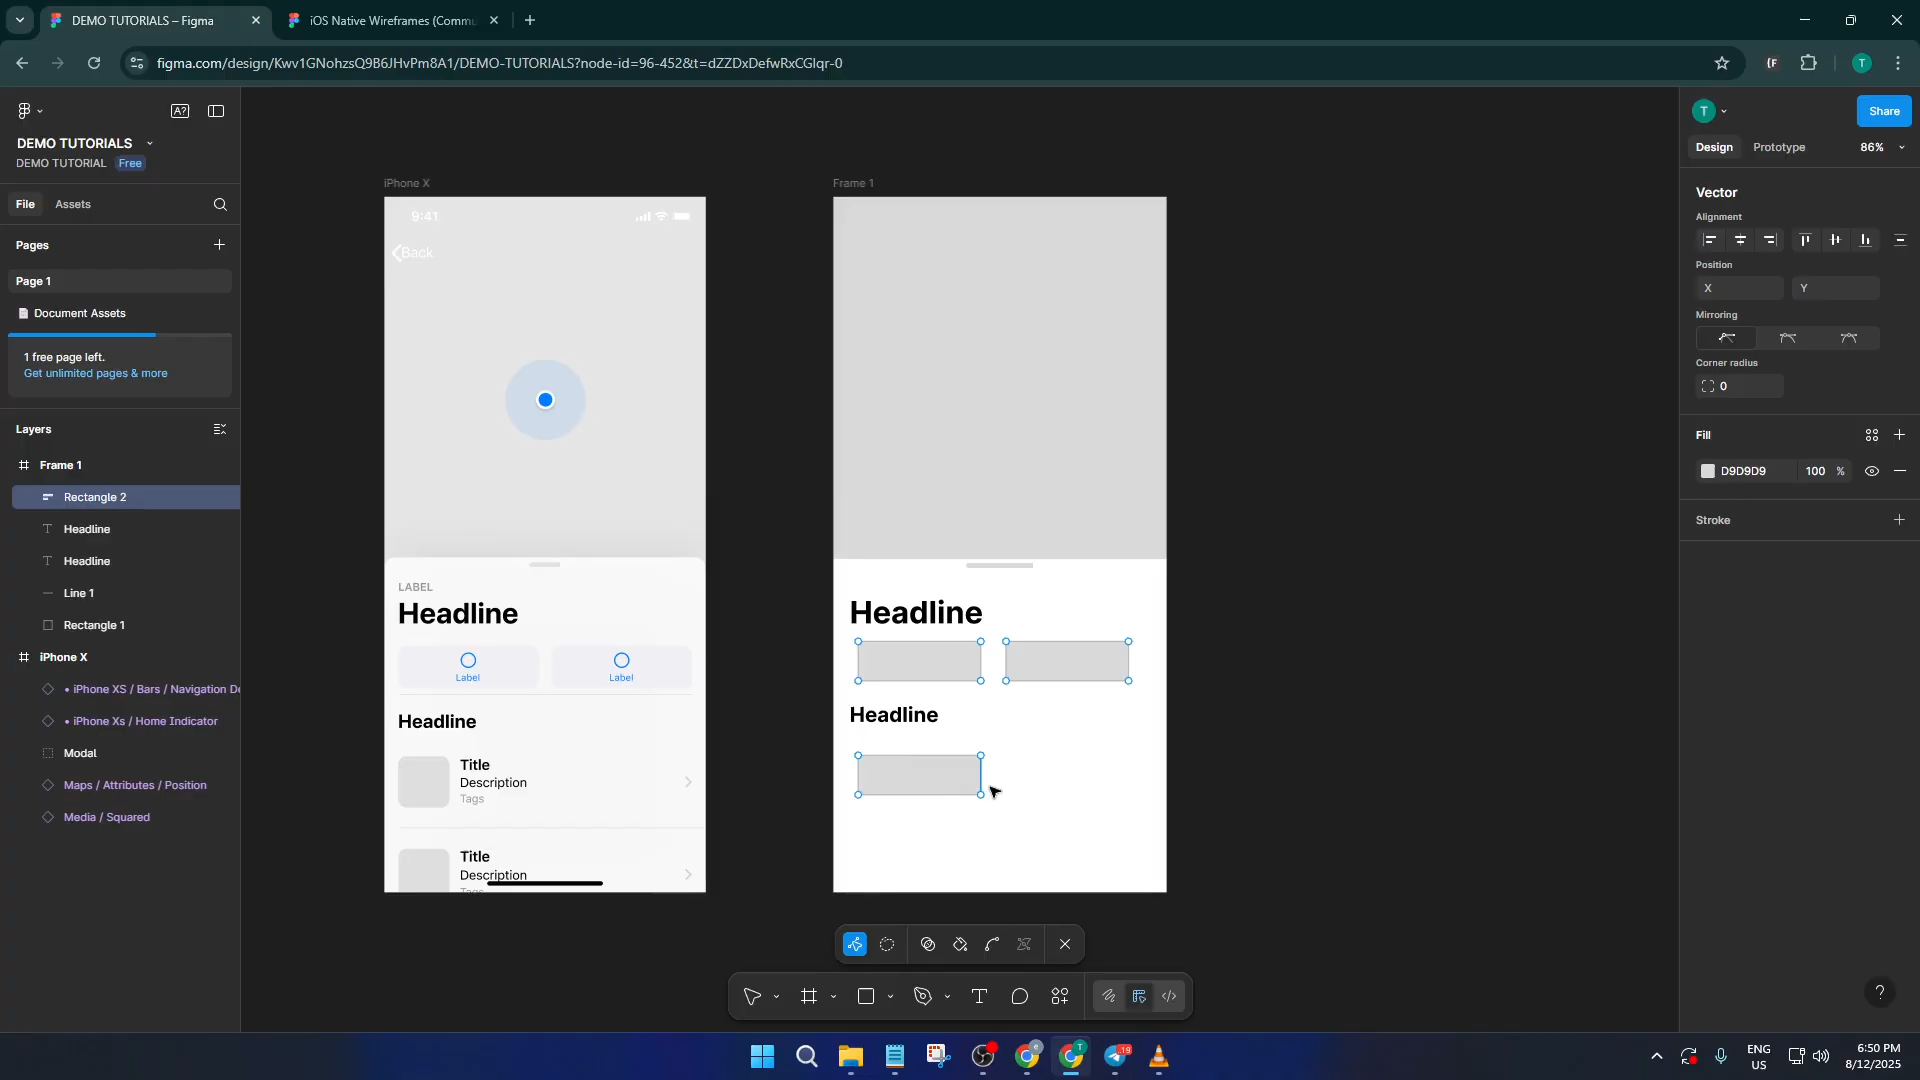 DEMO TUTORIALS – Figma
iOS Native Wireframes (Commu
figma.com/design/Kwv1GNohzsQ9B6JHvPm8A1/DEMO-TUTORIALS?node-id=96-452&t=dZZDxDefwRxCGlqr-0
T
A?
DEMO TUTORIALS
DEMO TUTORIAL Free
File Assets
Pages
Page 1
Document Assets
1 free page left.
Get unlimited pages & more
Layers
Frame 1
Rectangle 2
Headline
Headline
Line 1
Rectangle 1
iPhone X
• iPhone XS / Bars / Navigation De
• iPhone Xs / Home Indicator
Modal
Maps / Attributes / Position
Media / Squared
iPhone X
9:41
Back
LABEL
Headline
Label
Label
Headline
Title
Description
Tags
Title
Description
Tags
Frame 1
Headline
Headline
T
Share
Design Prototype 86%
Vector
Alignment
Position
X Y
Mirroring
Corner radius
0
Fill
D9D9D9 100 %
Stroke
?
e
T
19
ENG
US
6:50 PM
8/12/2025